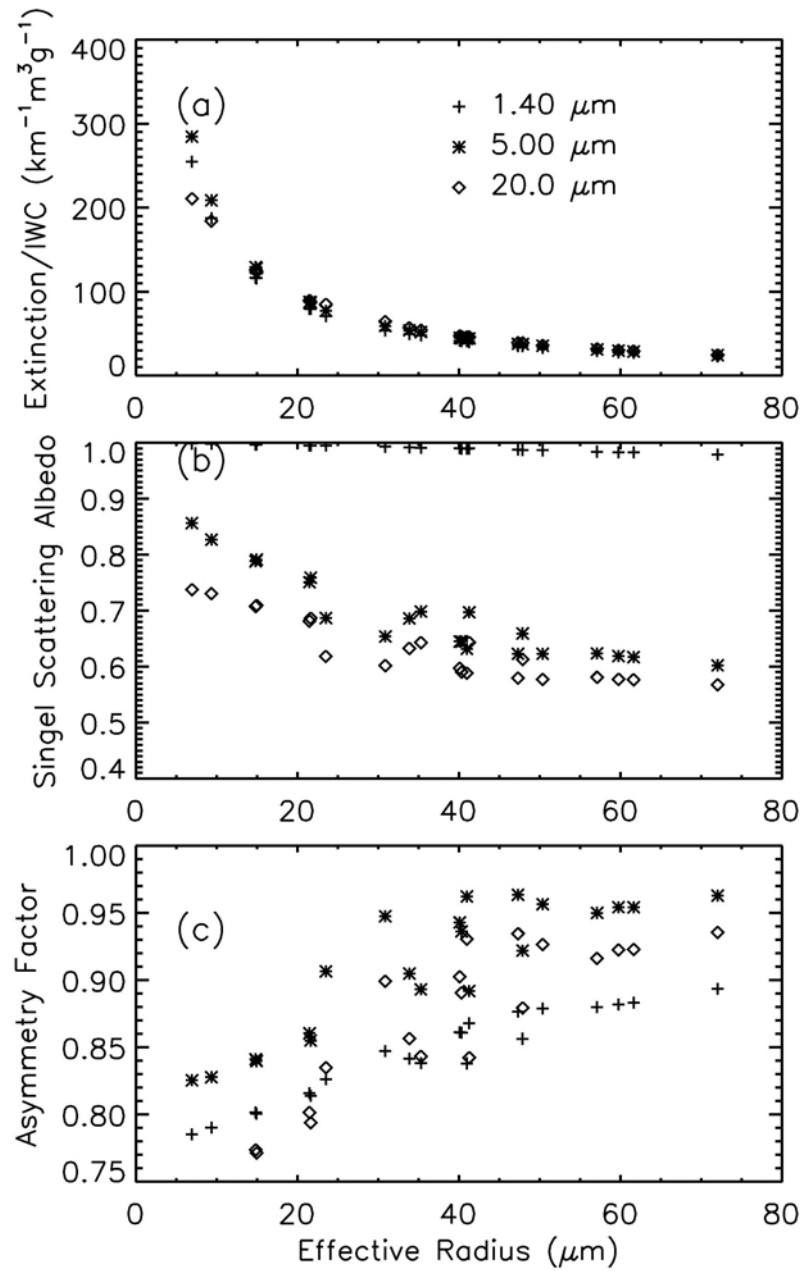 400
300
200
100
0
Extinction/IWC (km⁻¹m³g⁻¹)
(a)
+ 1.40 μm
✳ 5.00 μm
◇ 20.0 μm
0 20 40 60 80
1.0
0.9
0.8
0.7
0.6
0.5
0.4
Singel Scattering Albedo
(b)
0 20 40 60 80
1.00
0.95
0.90
0.85
0.80
0.75
Asymmetry Factor
(c)
0 20 40 60 80
Effective Radius (μm)